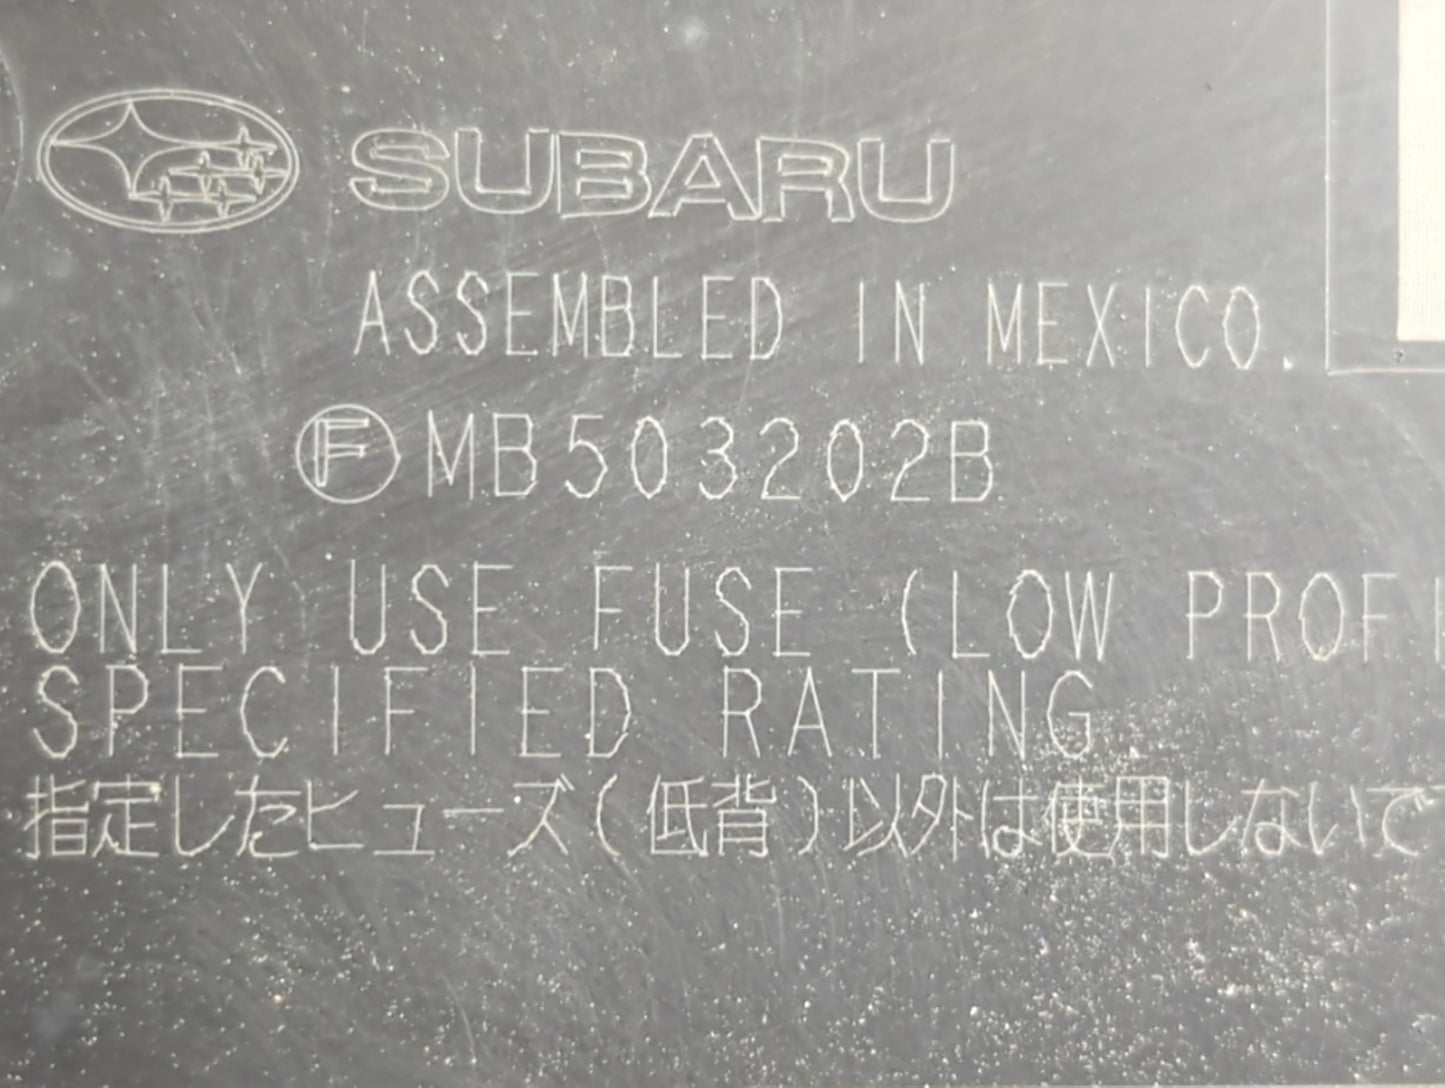 SUBARU
ASSEMBLED IN MEXICO.
Ⓕ MB503202B
ONLY USE FUSE (LOW PROFI
SPECIFIED RATING
指定したヒューズ(低背)以外は使用しないで